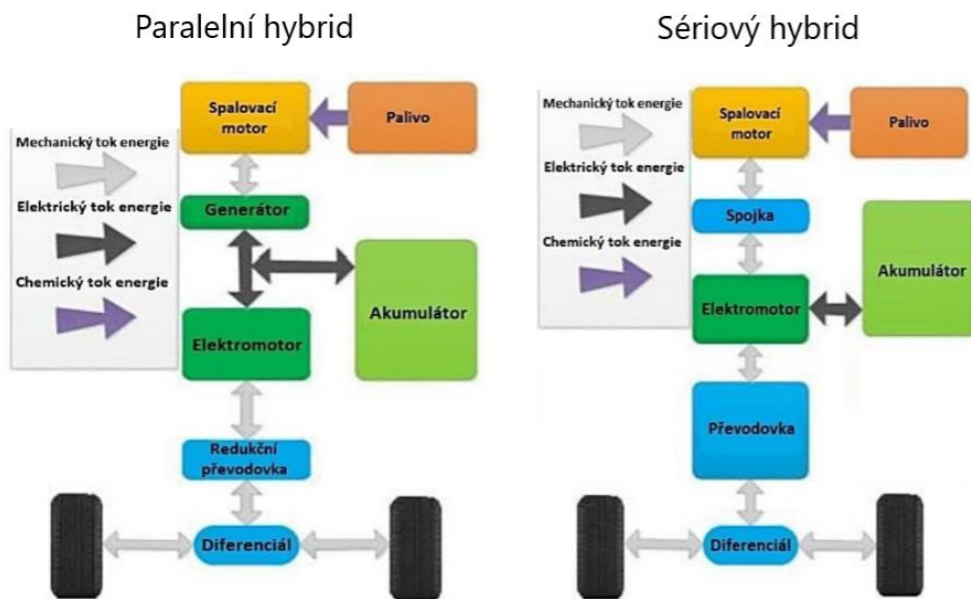 Paralelní hybrid
Spalovací
motor
Palivo
Mechanický tok energie
Elektrický tok energie
Chemický tok energie
Generátor
Akumulátor
Elektromotor
Redukční
převodovka
Diferenciál
Sériový hybrid
Mechanický tok energie
Spalovací
motor
Palivo
Elektrický tok energie
Chemický tok energie
Spojka
Akumulátor
Elektromotor
Převodovka
Diferenciál